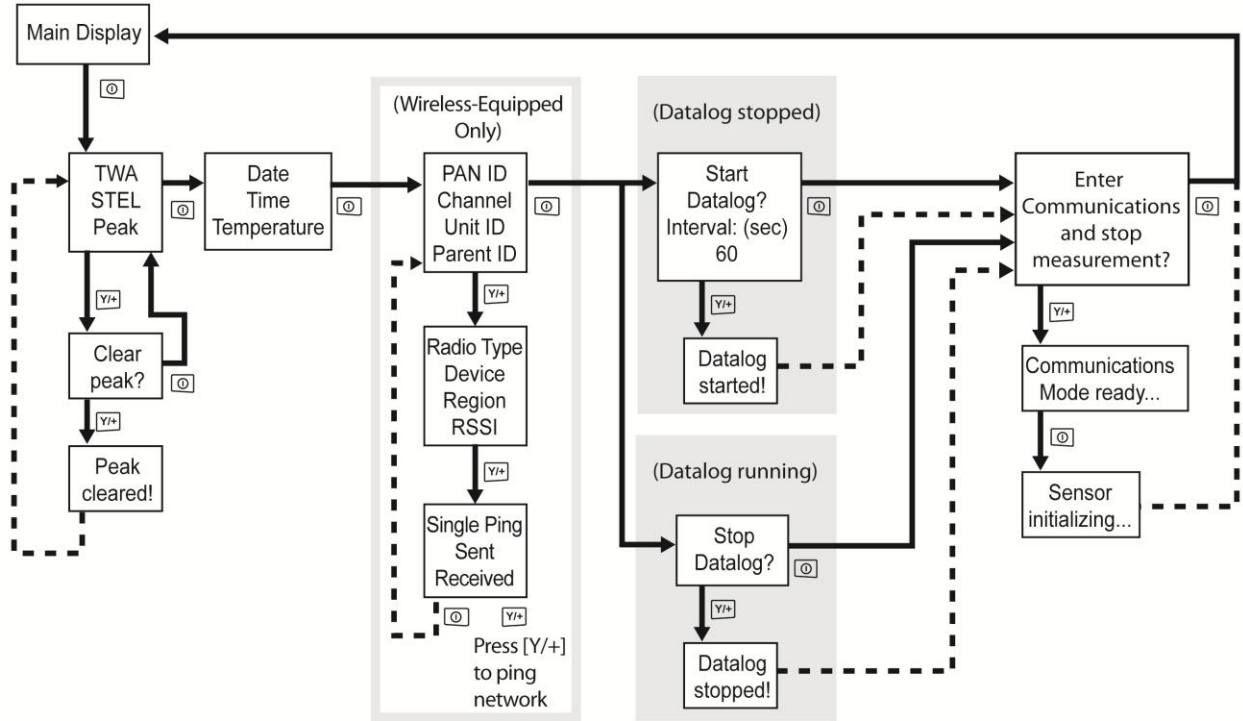 Main Display
TWA
STEL
Peak
Y/+
Clear
peak?
Y/+
Peak
cleared!
Date
Time
Temperature
(Wireless-Equipped
Only)
PAN ID
Channel
Unit ID
Parent ID
Y/+
Radio Type
Device
Region
RSSI
Y/+
Single Ping
Sent
Received
Y/+
Press [Y/+]
to ping
network
(Datalog stopped)
Start
Datalog?
Interval: (sec)
60
Y/+
Datalog
started!
(Datalog running)
Stop
Datalog?
Y/+
Datalog
stopped!
Enter
Communications
and stop
measurement?
Y/+
Communications
Mode ready...
Sensor
initializing...